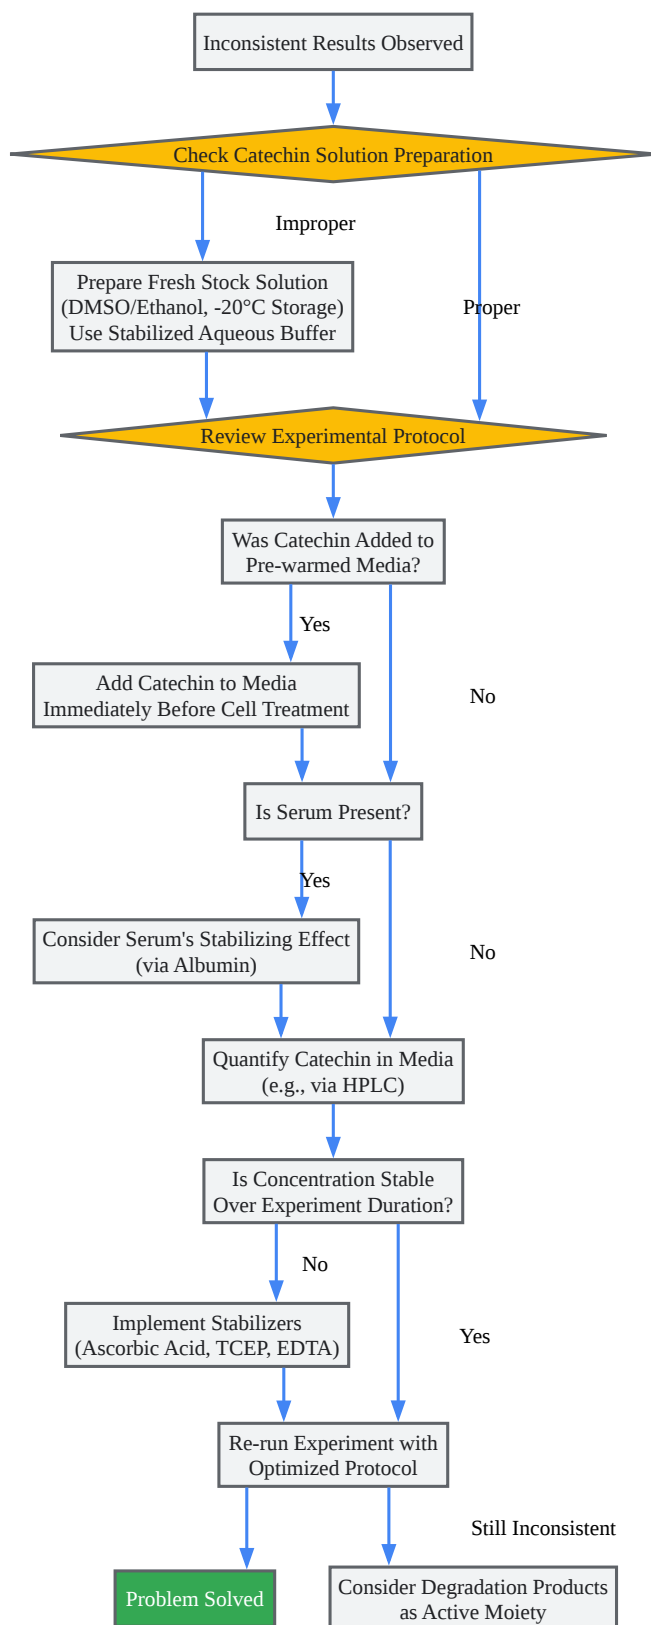 Inconsistent Results Observed
Check Catechin Solution Preparation
Improper
Prepare Fresh Stock Solution
(DMSO/Ethanol, -20°C Storage)
Use Stabilized Aqueous Buffer
Proper
Review Experimental Protocol
Was Catechin Added to
Pre-warmed Media?
Yes
Add Catechin to Media
Immediately Before Cell Treatment
No
Is Serum Present?
Yes
Consider Serum's Stabilizing Effect
(via Albumin)
No
Quantify Catechin in Media
(e.g., via HPLC)
Is Concentration Stable
Over Experiment Duration?
No
Implement Stabilizers
(Ascorbic Acid, TCEP, EDTA)
Yes
Re-run Experiment with
Optimized Protocol
Still Inconsistent
Problem Solved
Consider Degradation Products
as Active Moiety